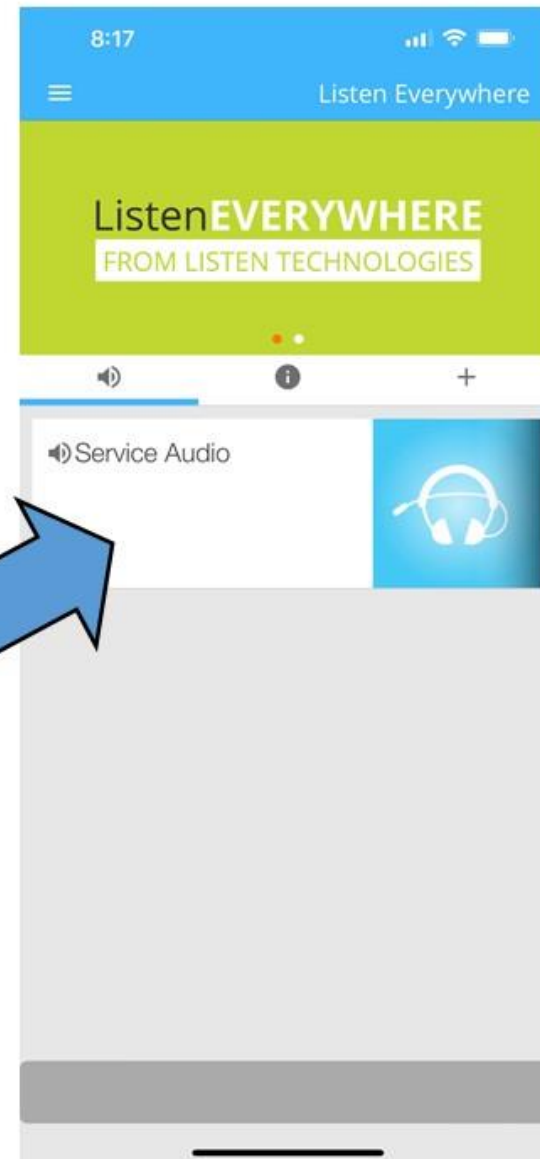 8:17
Listen Everywhere
ListenEVERYWHERE
FROM LISTEN TECHNOLOGIES
Service Audio